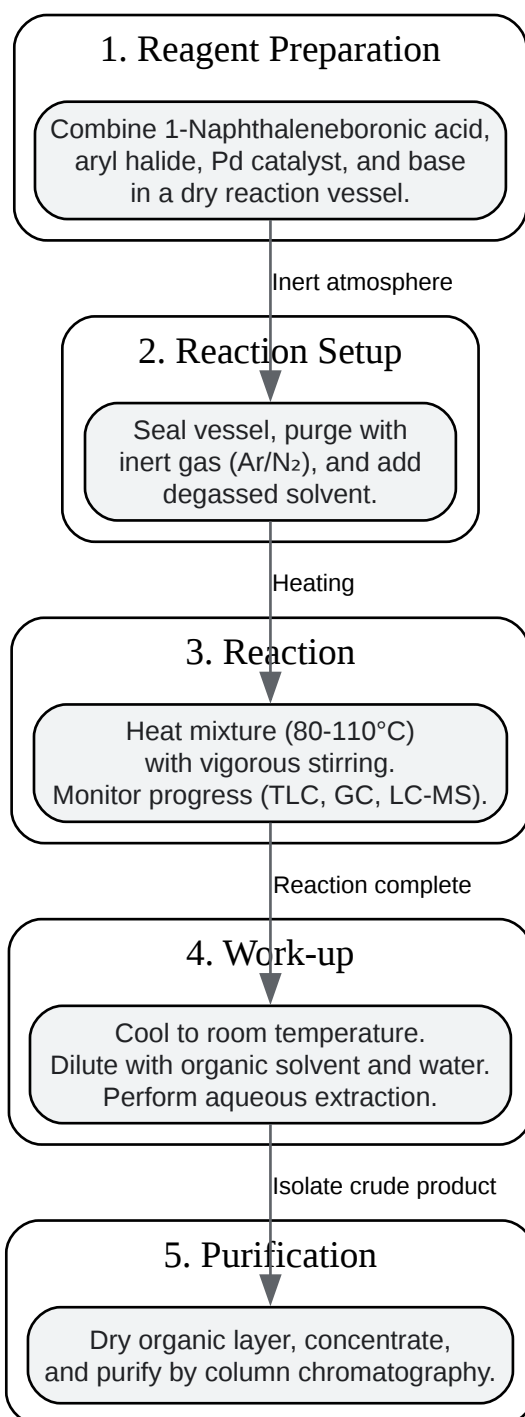 1. Reagent Preparation
Combine 1-Naphthaleneboronic acid,
aryl halide, Pd catalyst, and base
in a dry reaction vessel.
Inert atmosphere
2. Reaction Setup
Seal vessel, purge with
inert gas (Ar/N₂), and add
degassed solvent.
Heating
3. Reaction
Heat mixture (80-110°C)
with vigorous stirring.
Monitor progress (TLC, GC, LC-MS).
Reaction complete
4. Work-up
Cool to room temperature.
Dilute with organic solvent and water.
Perform aqueous extraction.
Isolate crude product
5. Purification
Dry organic layer, concentrate,
and purify by column chromatography.